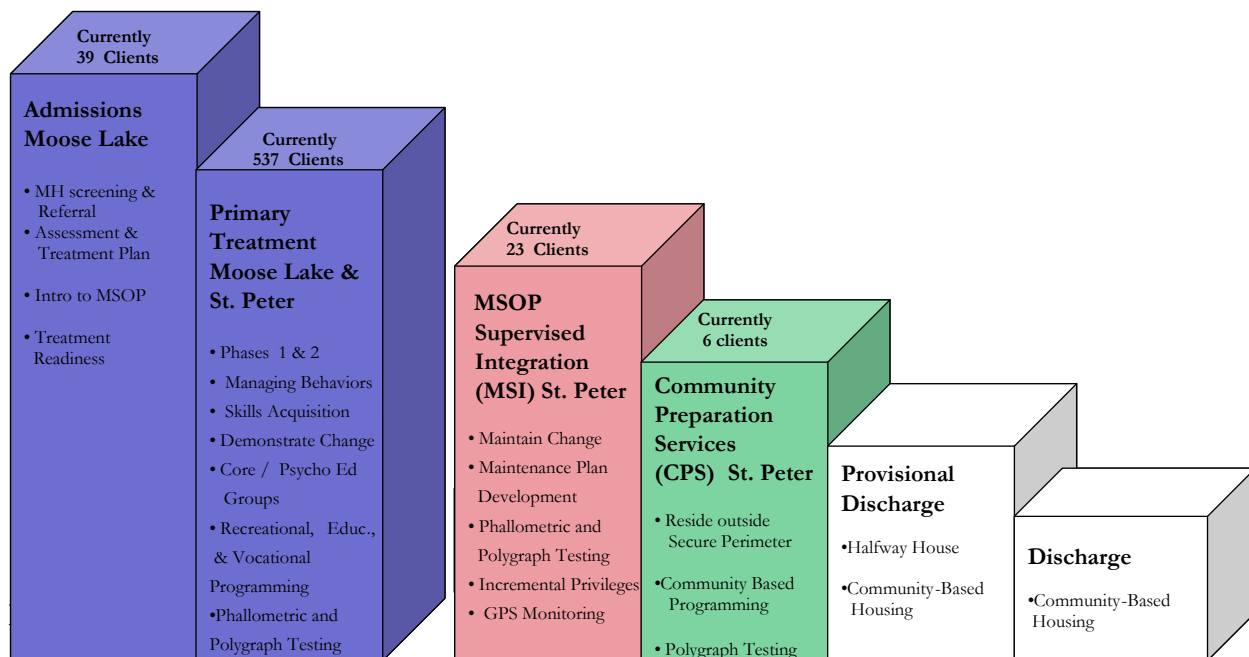 Currently
39 Clients
Admissions
Moose Lake
• MH screening &
Referral
• Assessment &
Treatment Plan
• Intro to MSOP
• Treatment
Readiness
Currently
537 Clients
Primary
Treatment
Moose Lake &
St. Peter
• Phases 1 & 2
• Managing Behaviors
• Skills Acquisition
• Demonstrate Change
• Core / Psycho Ed
Groups
• Recreational, Educ.,
& Vocational
Programming
•Phallometric and
Polygraph Testing
Currently
23 Clients
MSOP
Supervised
Integration
(MSI) St. Peter
• Maintain Change
• Maintenance Plan
Development
• Phallometric and
Polygraph Testing
• Incremental Privileges
• GPS Monitoring
Currently
6 clients
Community
Preparation
Services
(CPS) St. Peter
• Reside outside
Secure Perimeter
•Community Based
Programming
• Polygraph Testing
Provisional
Discharge
•Halfway House
•Community-Based
Housing
Discharge
•Community-Based
Housing